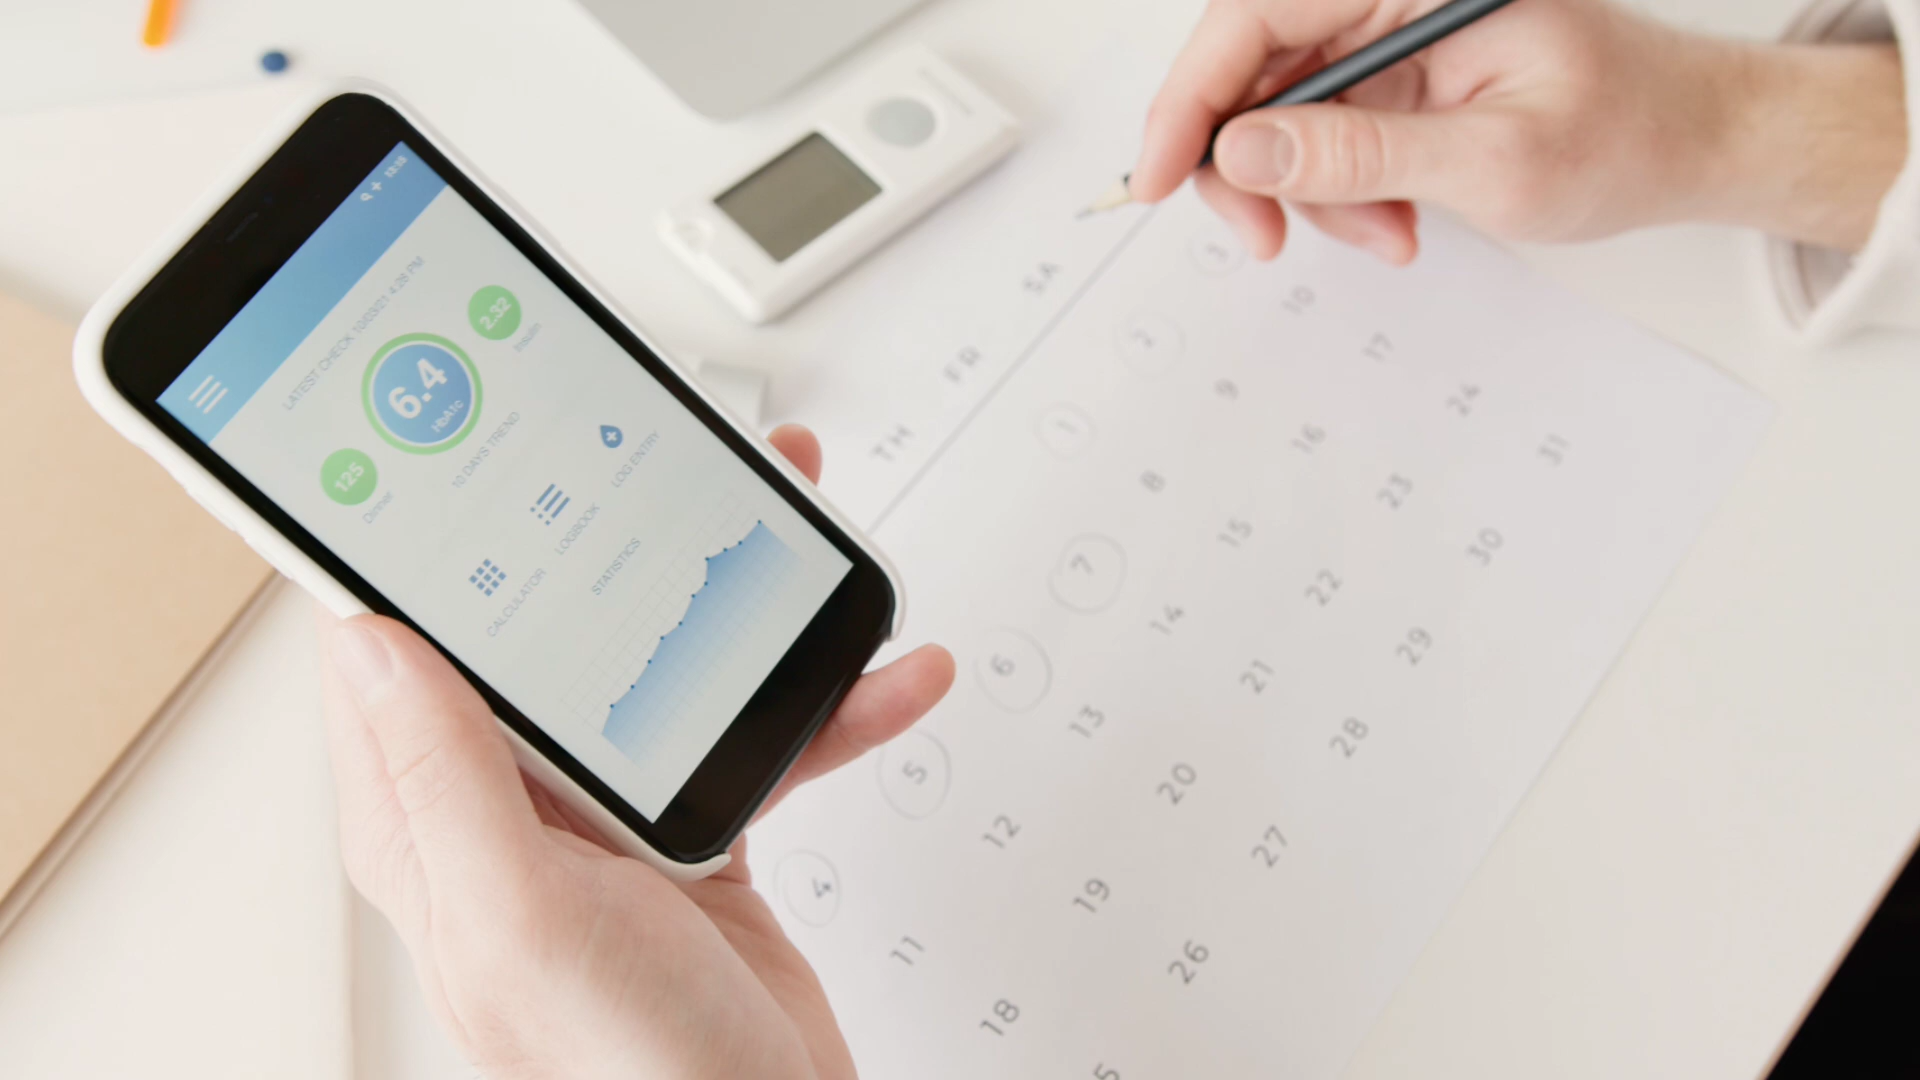 LATEST CHECK 10/03/21 4:28 PM
125
Dinner
6.4
HbA1c
2.32
Insulin
10 DAYS TREND
CALCULATOR
LOGBOOK
LOG ENTRY
STATISTICS
TH FR SA
1 2 3
4 5 6 7 8 9 10
11 12 13 14 15 16 17
18 19 20 21 22 23 24
26 27 28 29 30 31